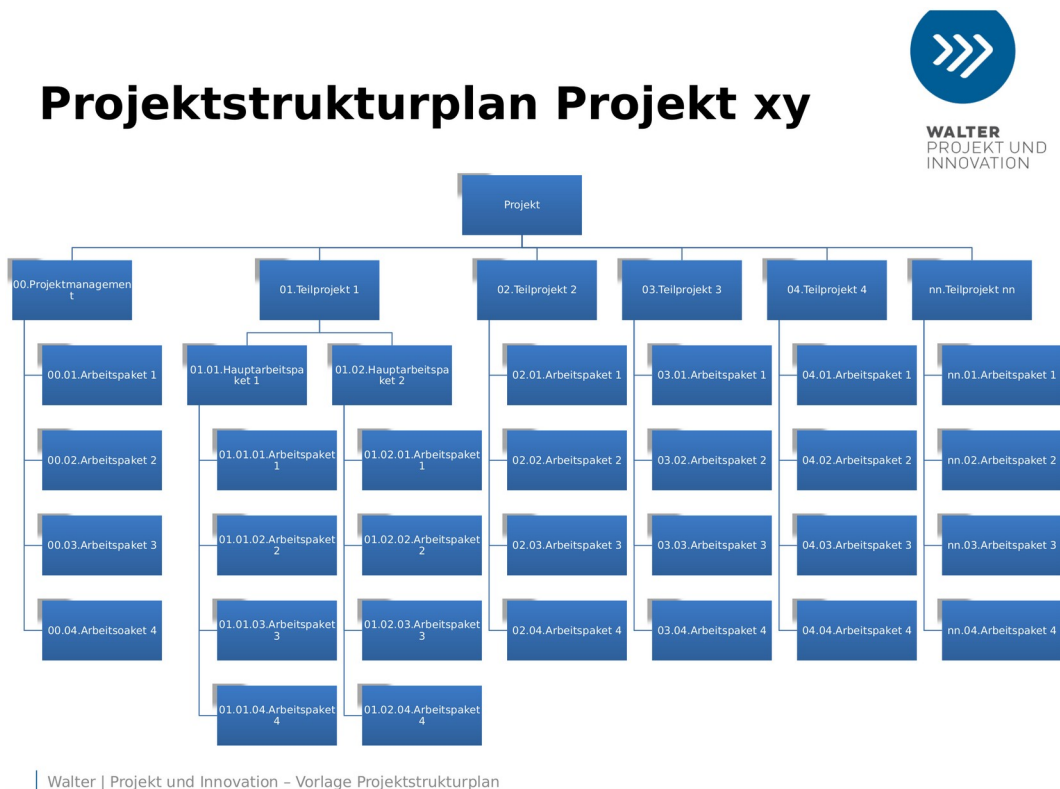 Projektstrukturplan Projekt xy
WALTER
PROJEKT UND
INNOVATION
Projekt
00.Projektmanagemen
t
01.Teilprojekt 1
02.Teilprojekt 2
03.Teilprojekt 3
04.Teilprojekt 4
nn.Teilprojekt nn
00.01.Arbeitspaket 1
01.01.Hauptarbeitspa
ket 1
01.02.Hauptarbeitspa
ket 2
02.01.Arbeitspaket 1
03.01.Arbeitspaket 1
04.01.Arbeitspaket 1
nn.01.Arbeitspaket 1
00.02.Arbeitspaket 2
01.01.01.Arbeitspaket
1
01.02.01.Arbeitspaket
1
02.02.Arbeitspaket 2
03.02.Arbeitspaket 2
04.02.Arbeitspaket 2
nn.02.Arbeitspaket 2
00.03.Arbeitspaket 3
01.01.02.Arbeitspaket
2
01.02.02.Arbeitspaket
2
02.03.Arbeitspaket 3
03.03.Arbeitspaket 3
04.03.Arbeitspaket 3
nn.03.Arbeitspaket 3
00.04.Arbeitsoaket 4
01.01.03.Arbeitspaket
3
01.02.03.Arbeitspaket
3
02.04.Arbeitspaket 4
03.04.Arbeitspaket 4
04.04.Arbeitspaket 4
nn.04.Arbeitspaket 4
01.01.04.Arbeitspaket
4
01.02.04.Arbeitspaket
4
Walter | Projekt und Innovation – Vorlage Projektstrukturplan